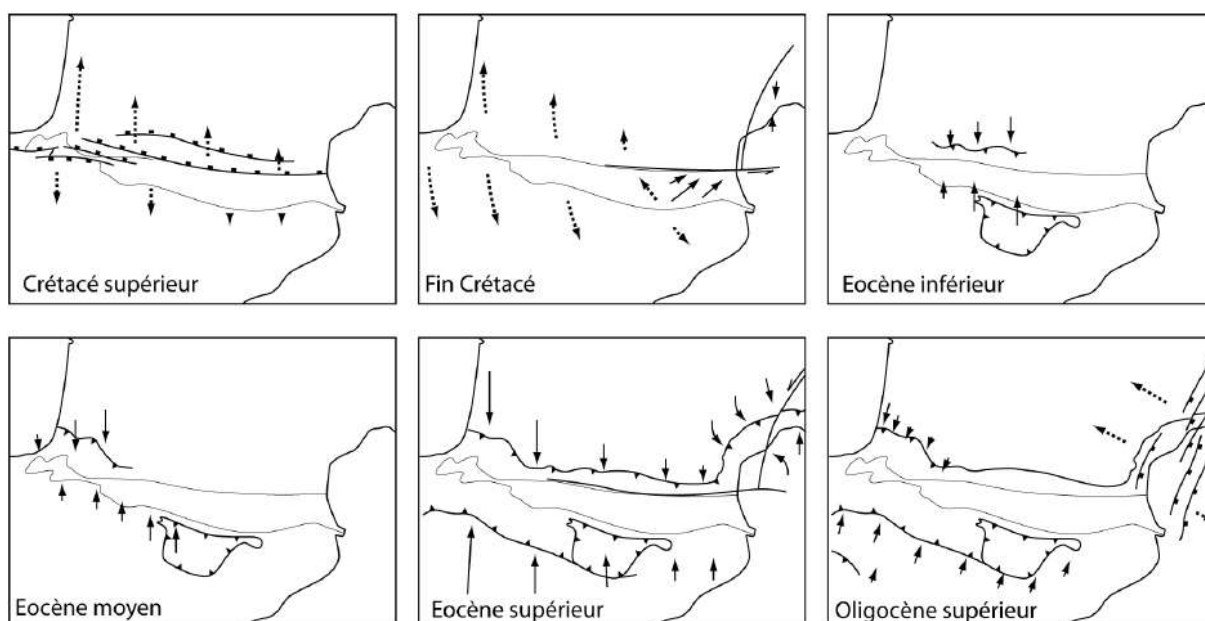 Crétacé supérieur
Fin Crétacé
Eocène inférieur
Eocène moyen
Eocène supérieur
Oligocène supérieur